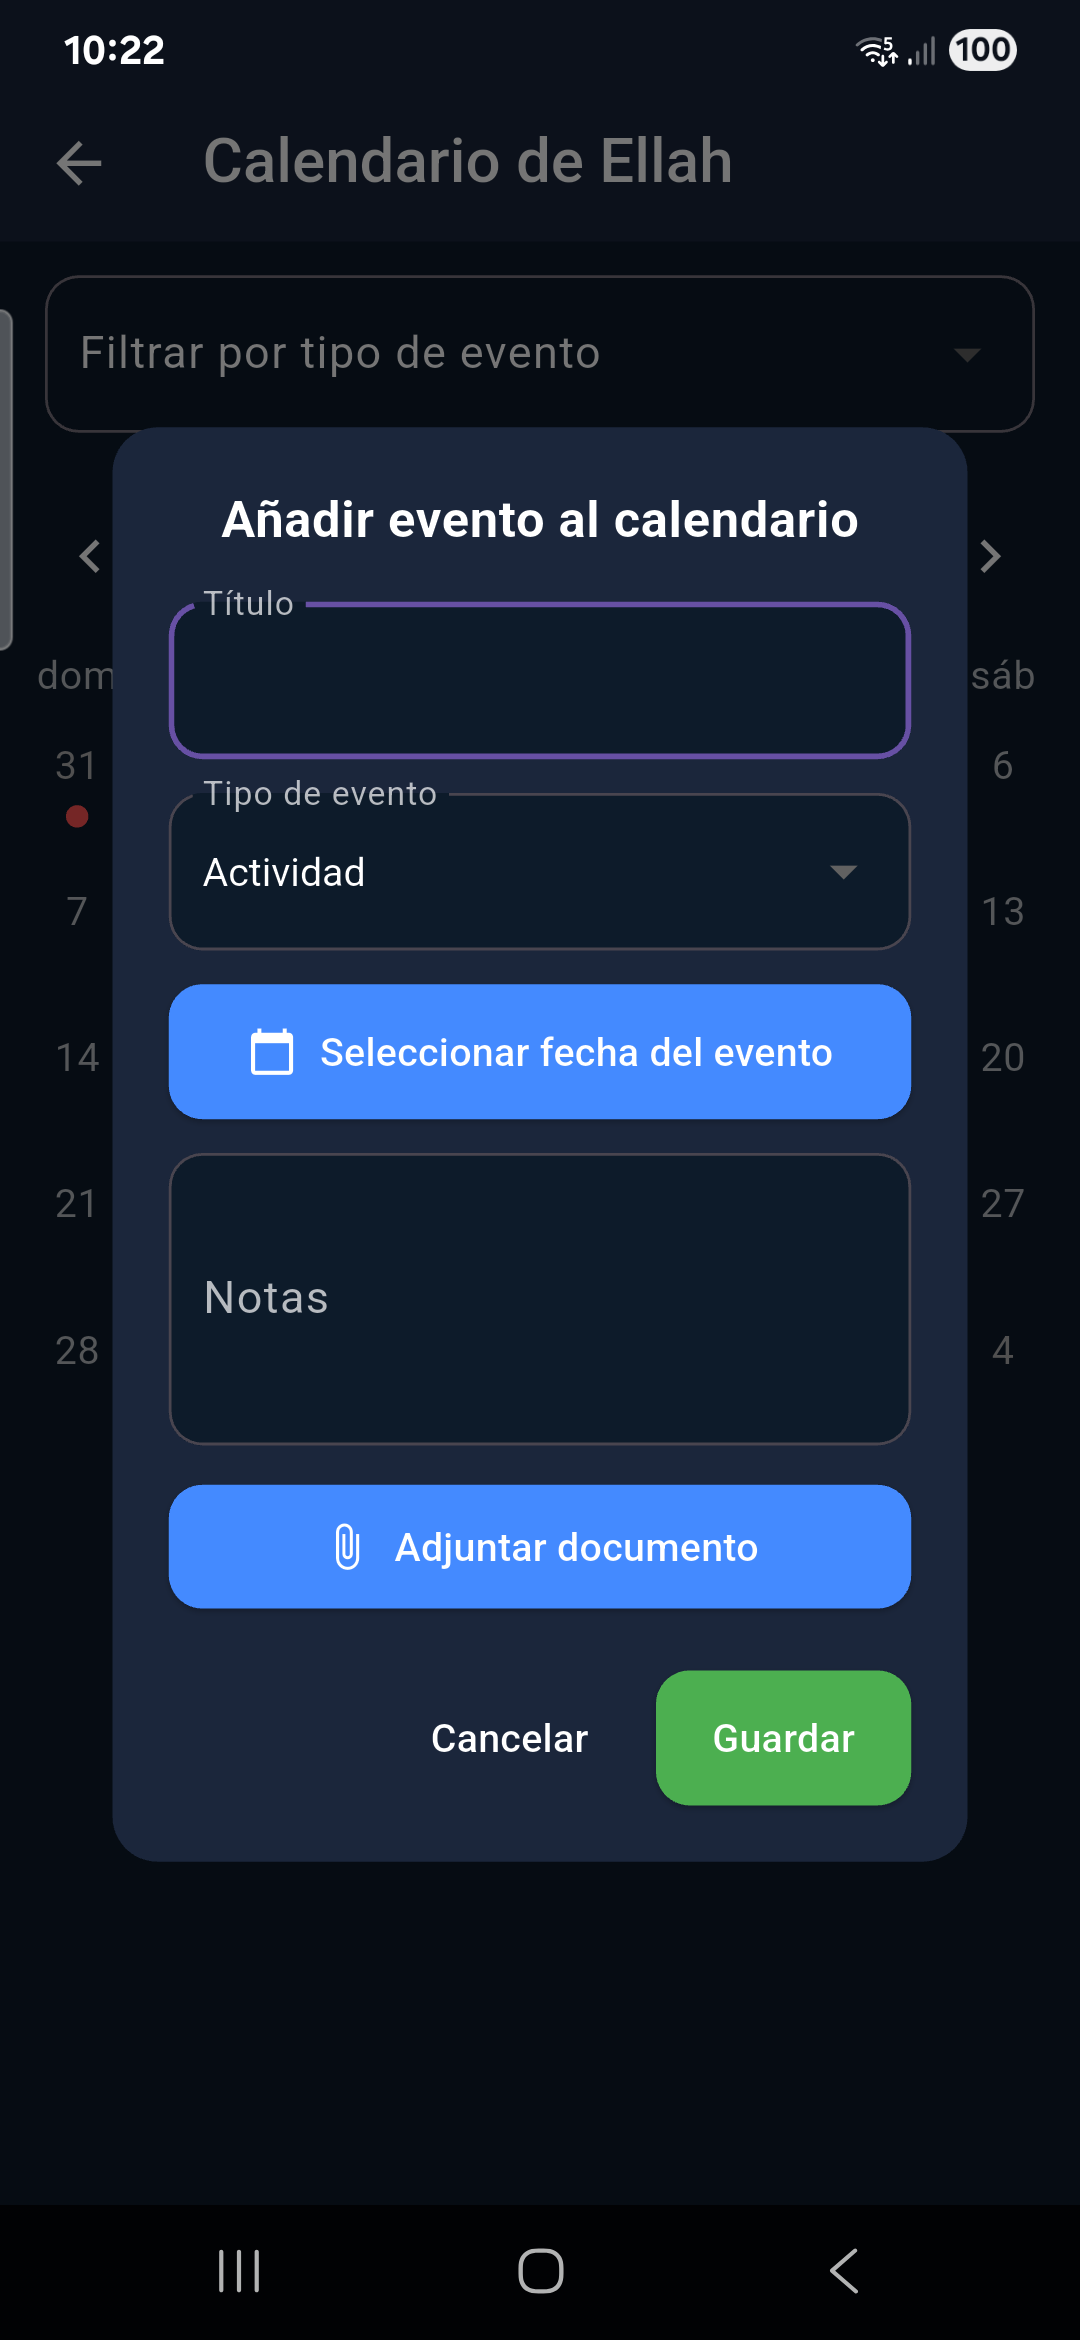 10:22
5
100
Calendario de Ellah
Filtrar por tipo de evento
Añadir evento al calendario
Título
dom
sáb
31
6
Tipo de evento
Actividad
7
13
Seleccionar fecha del evento
14
20
21
27
Notas
28
4
Adjuntar documento
Cancelar
Guardar